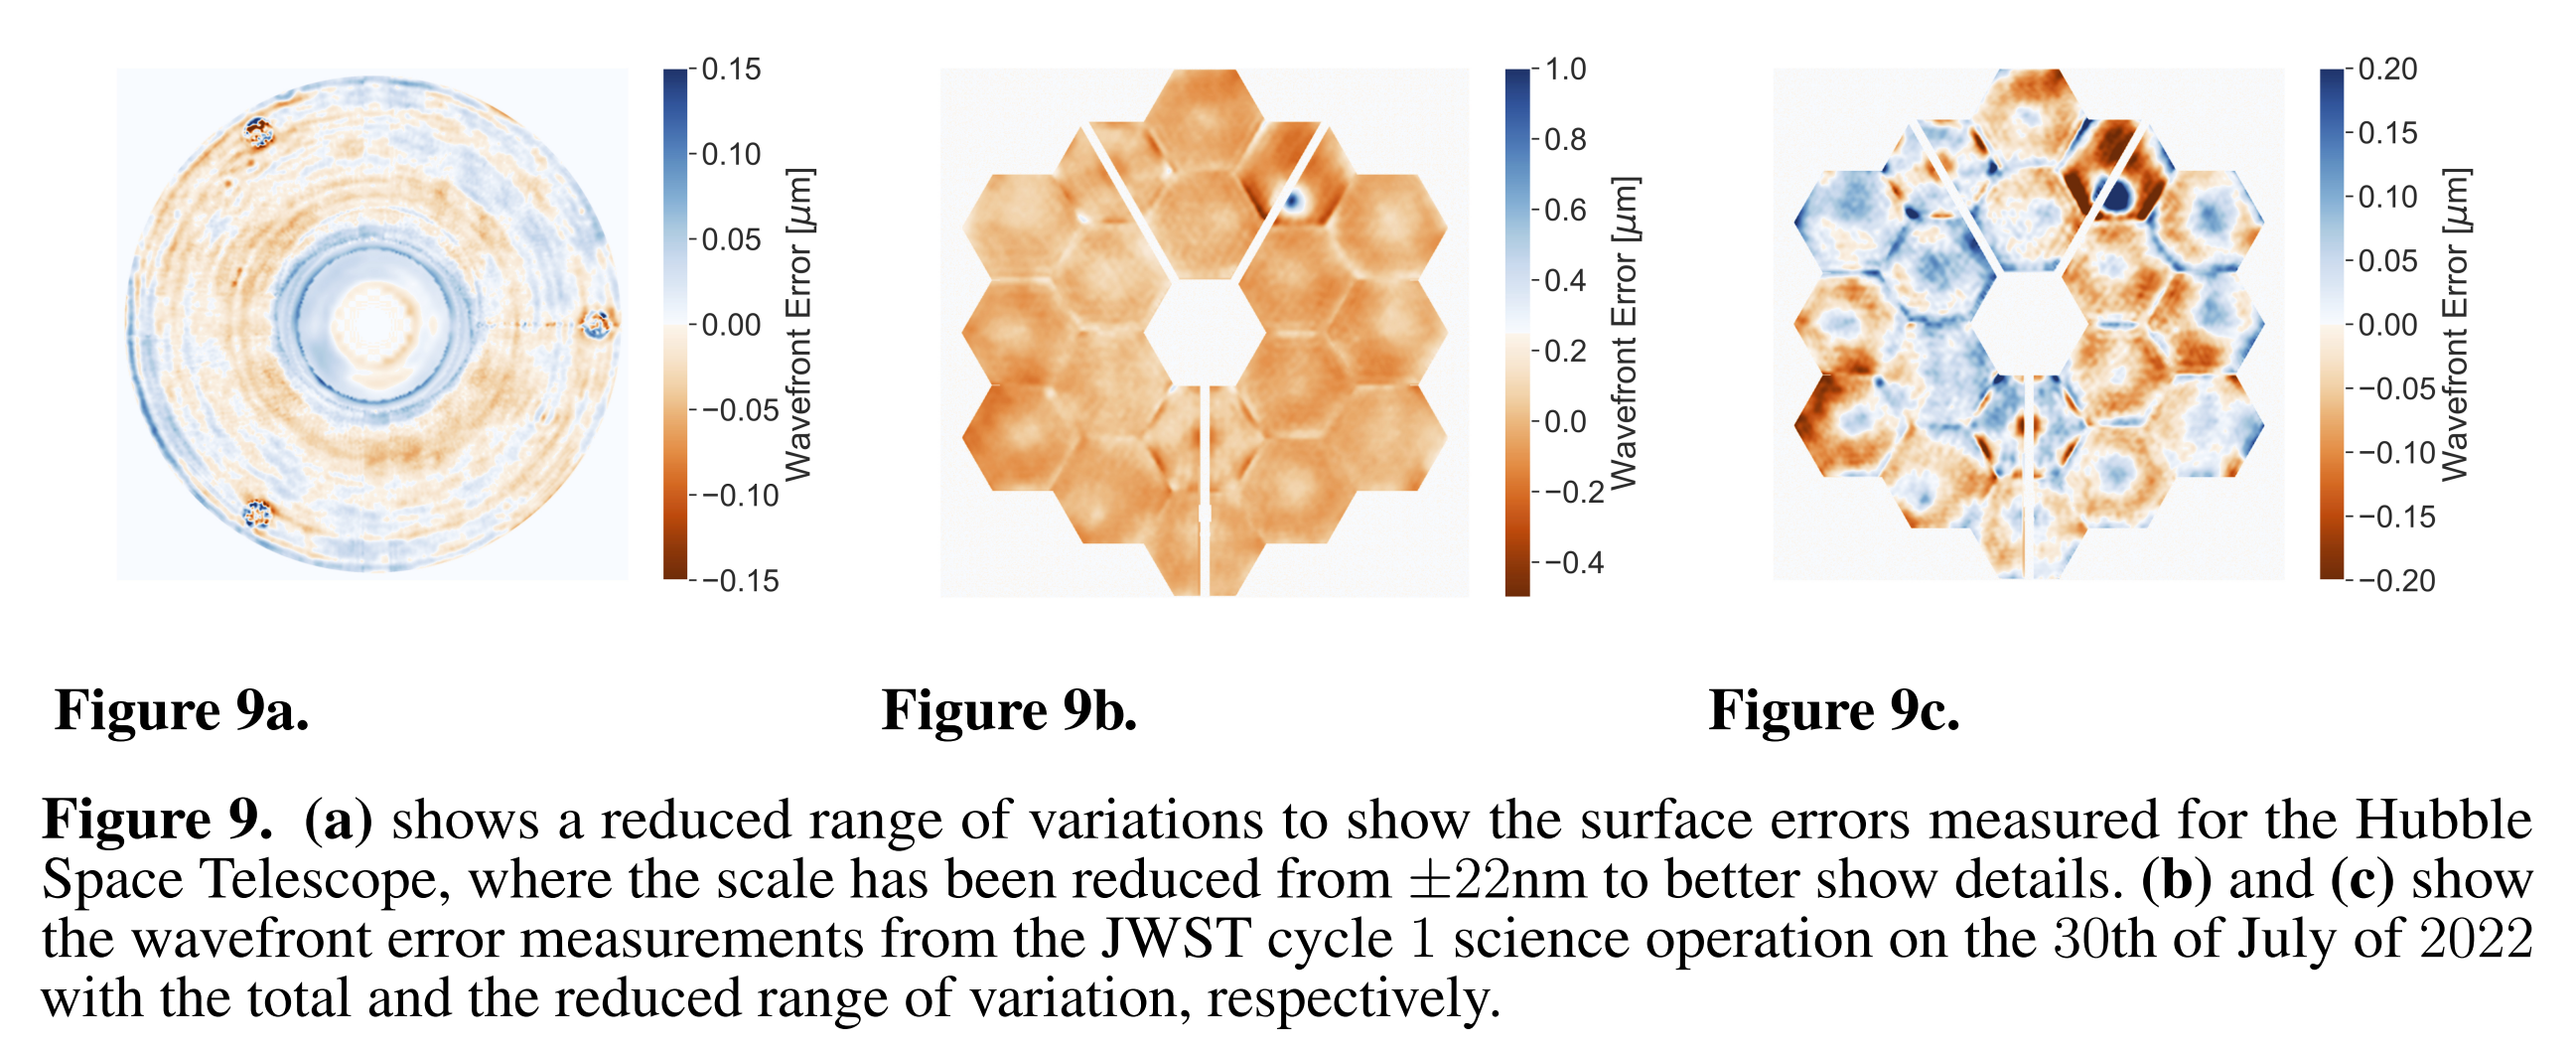 0.15
0.10
0.05
0.00
−0.05
−0.10
−0.15
Wavefront Error [μm]
1.0
0.8
0.6
0.4
0.2
0.0
−0.2
−0.4
Wavefront Error [μm]
0.20
0.15
0.10
0.05
0.00
−0.05
−0.10
−0.15
−0.20
Wavefront Error [μm]
Figure 9a.
Figure 9b.
Figure 9c.
Figure 9. (a) shows a reduced range of variations to show the surface errors measured for the Hubble
Space Telescope, where the scale has been reduced from ±22nm to better show details. (b) and (c) show
the wavefront error measurements from the JWST cycle 1 science operation on the 30th of July of 2022
with the total and the reduced range of variation, respectively.